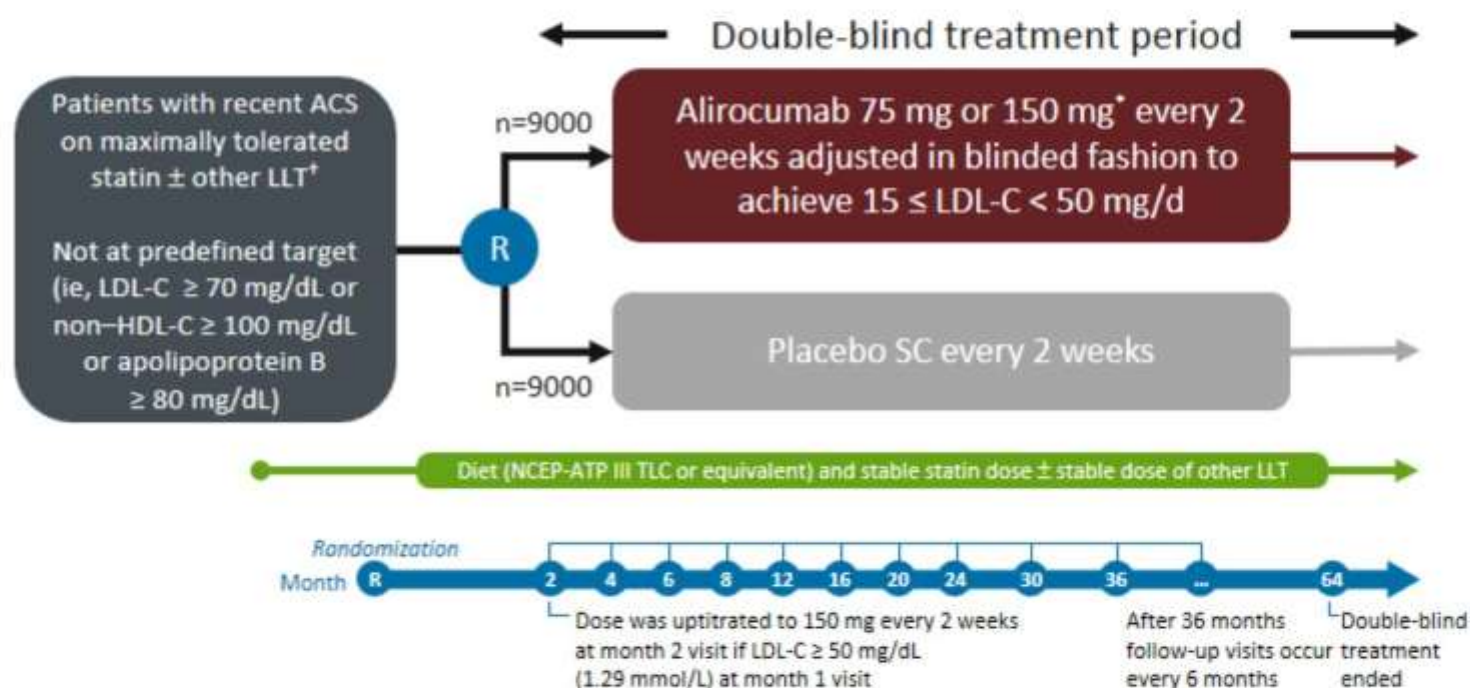 Double-blind treatment period
Patients with recent ACS
on maximally tolerated
statin ± other LLT†
Not at predefined target
(ie, LDL-C ≥ 70 mg/dL or
non–HDL-C ≥ 100 mg/dL
or apolipoprotein B
≥ 80 mg/dL)
n=9000
R
n=9000
Alirocumab 75 mg or 150 mg* every 2
weeks adjusted in blinded fashion to
achieve 15 ≤ LDL-C < 50 mg/d
Placebo SC every 2 weeks
Diet (NCEP-ATP III TLC or equivalent) and stable statin dose ± stable dose of other LLT
Randomization
Month R 2 4 6 8 12 16 20 24 30 36 ... 64
Dose was uptitrated to 150 mg every 2 weeks
at month 2 visit if LDL-C ≥ 50 mg/dL
(1.29 mmol/L) at month 1 visit
After 36 months
follow-up visits occur
every 6 months
Double-blind
treatment
ended